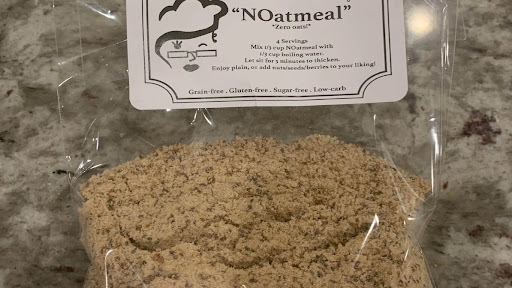 “NOatmeal”
*Zero oats!*
4 Servings
Mix 1/3 cup NOatmeal with
1/3 cup boiling water.
Let sit for 5 minutes to thicken.
Enjoy plain, or add nuts/seeds/berries to your liking!
Grain-free . Gluten-free . Sugar-free . Low-carb